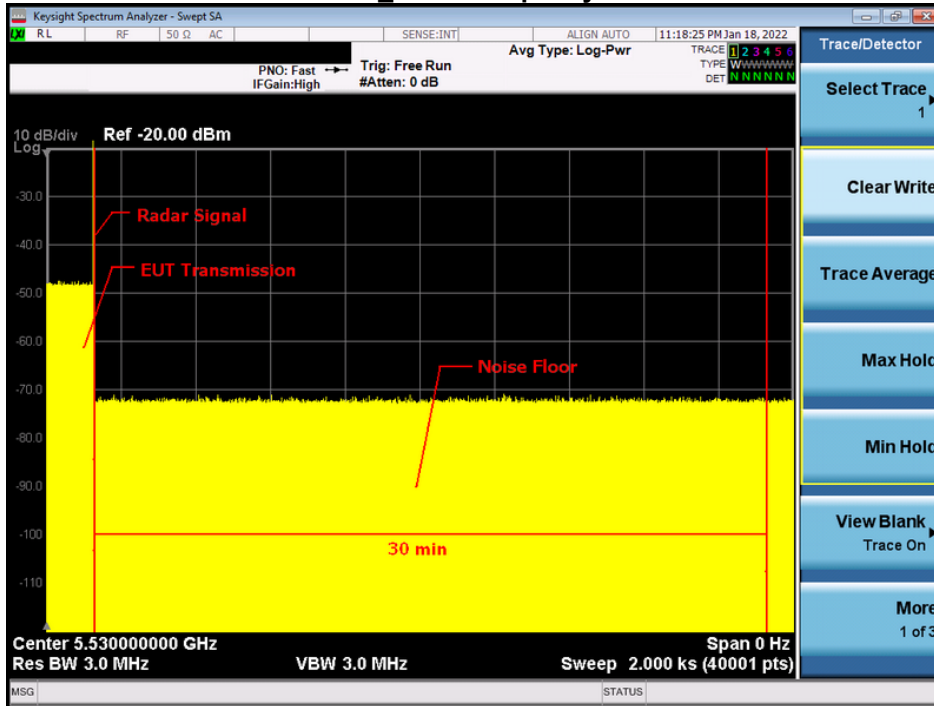 Keysight Spectrum Analyzer - Swept SA
LXI RL RF 50 Ω AC SENSE:INT ALIGN AUTO 11:18:25 PM Jan 18, 2022
Avg Type: Log-Pwr TRACE 1 2 3 4 5 6
PNO: Fast Trig: Free Run TYPE WWWWWW
IFGain:High #Atten: 0 dB DET N N N N N N
10 dB/div Ref -20.00 dBm
Log
-30.0
Radar Signal
-40.0
EUT Transmission
-50.0
-60.0
Noise Floor
-70.0
-80.0
-90.0
-100
30 min
-110
Center 5.530000000 GHz Span 0 Hz
Res BW 3.0 MHz VBW 3.0 MHz Sweep 2.000 ks (40001 pts)
MSG STATUS
Trace/Detector
Select Trace
1
Clear Write
Trace Average
Max Hold
Min Hold
View Blank
Trace On
More
1 of 3